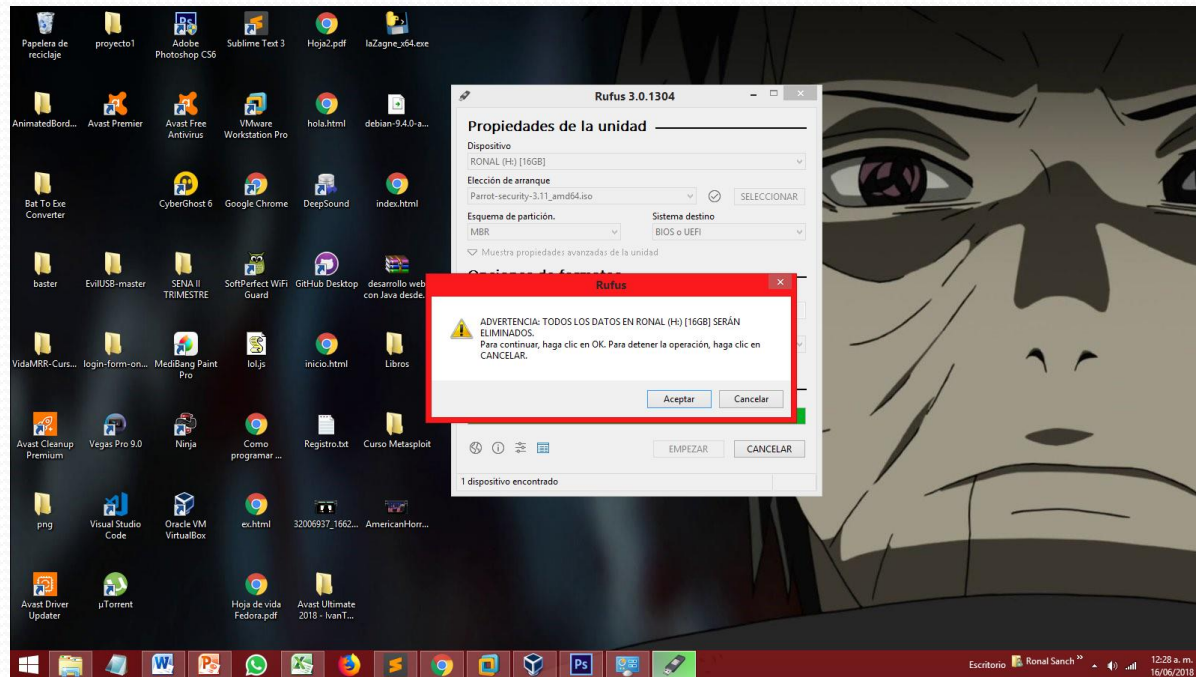 Papelera de
reciclaje
proyecto1
Adobe
Photoshop CS6
Sublime Text 3
Hoja2.pdf
laZagne_x64.exe
AnimatedBord...
Avast Premier
Avast Free
Antivirus
VMware
Workstation Pro
hola.html
debian-9.4.0-a...
Bat To Exe
Converter
CyberGhost 6
Google Chrome
DeepSound
index.html
baster
EvilUSB-master
SENA II
TRIMESTRE
SoftPerfect WiFi
Guard
GitHub Desktop
desarrollo web
con Java desde...
VidaMRR-Curs...
login-form-on...
MediBang Paint
Pro
lol.js
inicio.html
Libros
Avast Cleanup
Premium
Vegas Pro 9.0
Ninja
Como
programar ...
Registro.txt
Curso Metasploit
png
Visual Studio
Code
Oracle VM
VirtualBox
ex.html
32006937_1662...
AmericanHorr...
Avast Driver
Updater
µTorrent
Hoja de vida
Fedora.pdf
Avast Ultimate
2018 - IvanT...
Rufus 3.0.1304
Propiedades de la unidad
Dispositivo
RONAL (H:) [16GB]
Elección de arranque
Parrot-security-3.11_amd64.iso
SELECCIONAR
Esquema de partición.
Sistema destino
MBR
BIOS o UEFI
Muestra propiedades avanzadas de la unidad
Opciones de formateo
Rufus
ADVERTENCIA: TODOS LOS DATOS EN RONAL (H:) [16GB] SERÁN
ELIMINADOS.
Para continuar, haga clic en OK. Para detener la operación, haga clic en
CANCELAR.
Aceptar
Cancelar
EMPEZAR
CANCELAR
1 dispositivo encontrado
Escritorio
Ronal Sanch
12:28 a. m.
16/06/2018